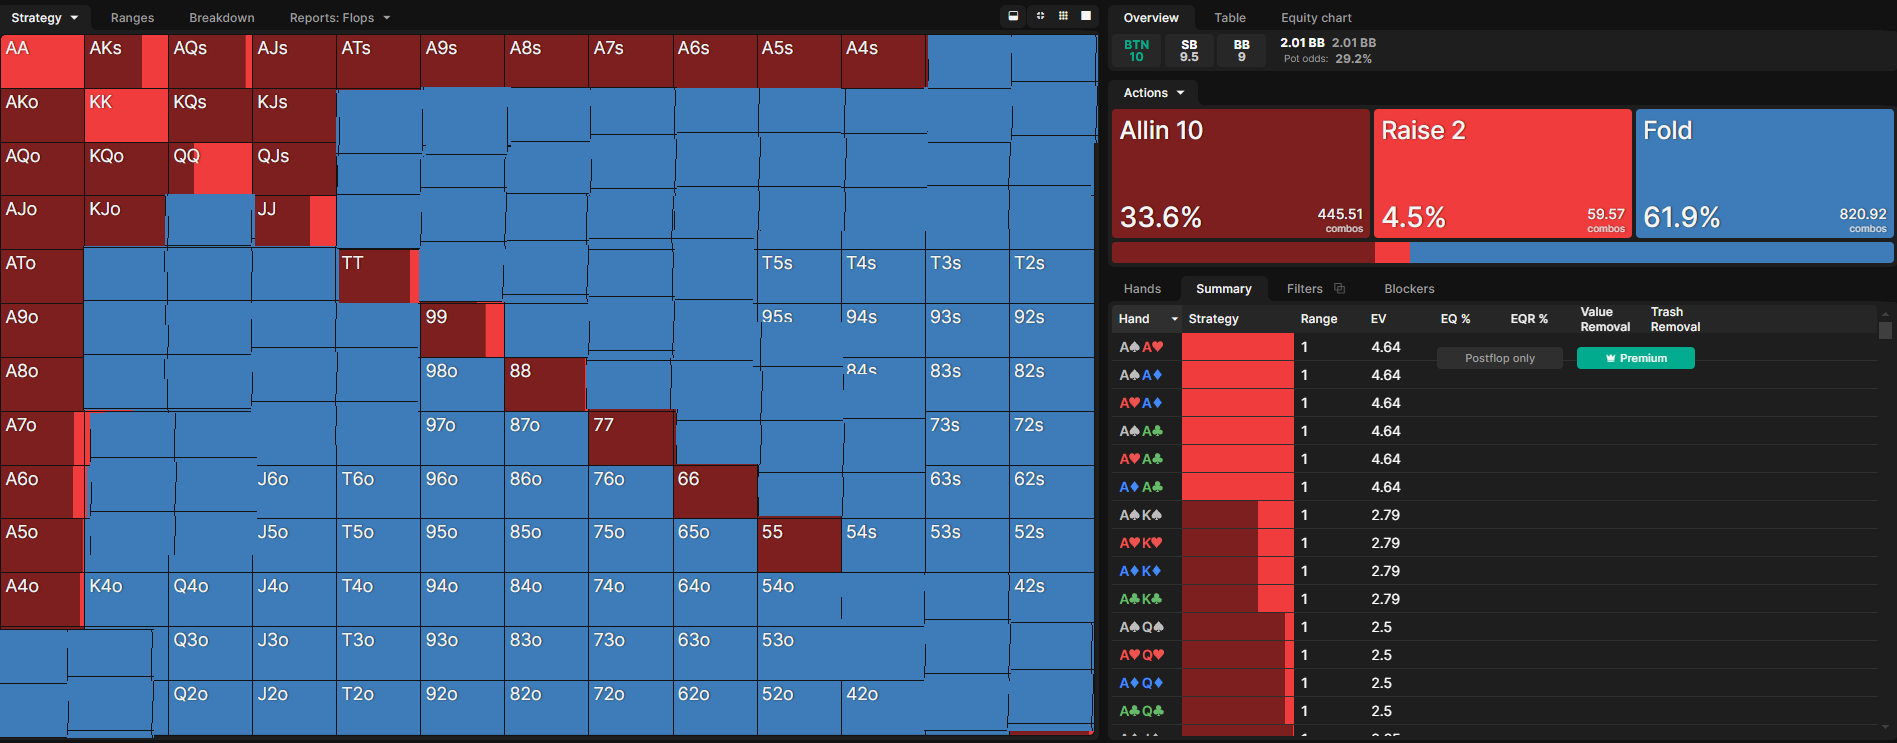 Strategy Ranges Breakdown Reports: Flops
AA AKs AQs AJs ATs A9s A8s A7s A6s A5s A4s
AKo KK KQs KJs
AQo KQo QQ QJs
AJo KJo JJ
ATo TT T5s T4s T3s T2s
A9o 99 95s 94s 93s 92s
A8o 98o 88 84s 83s 82s
A7o 97o 87o 77 73s 72s
A6o J6o T6o 96o 86o 76o 66 63s 62s
A5o J5o T5o 95o 85o 75o 65o 55 54s 53s 52s
A4o K4o Q4o J4o T4o 94o 84o 74o 64o 54o 42s
Q3o J3o T3o 93o 83o 73o 63o 53o
Q2o J2o T2o 92o 82o 72o 62o 52o 42o
Overview Table Equity chart
BTN SB BB 2.01 BB 2.01 BB
10 9.5 9 Pot odds: 29.2%
Actions
Allin 10 Raise 2 Fold
33.6% 445.51 combos 4.5% 59.57 combos 61.9% 820.92 combos
Hands Summary Filters Blockers
Hand Strategy Range EV EQ % EQR % Value Removal Trash Removal
A♠A♥ 1 4.64
Postflop only Premium
A♠A♦ 1 4.64
A♥A♦ 1 4.64
A♠A♣ 1 4.64
A♥A♣ 1 4.64
A♦A♣ 1 4.64
A♠K♠ 1 2.79
A♥K♥ 1 2.79
A♦K♦ 1 2.79
A♣K♣ 1 2.79
A♠Q♠ 1 2.5
A♥Q♥ 1 2.5
A♦Q♦ 1 2.5
A♣Q♣ 1 2.5